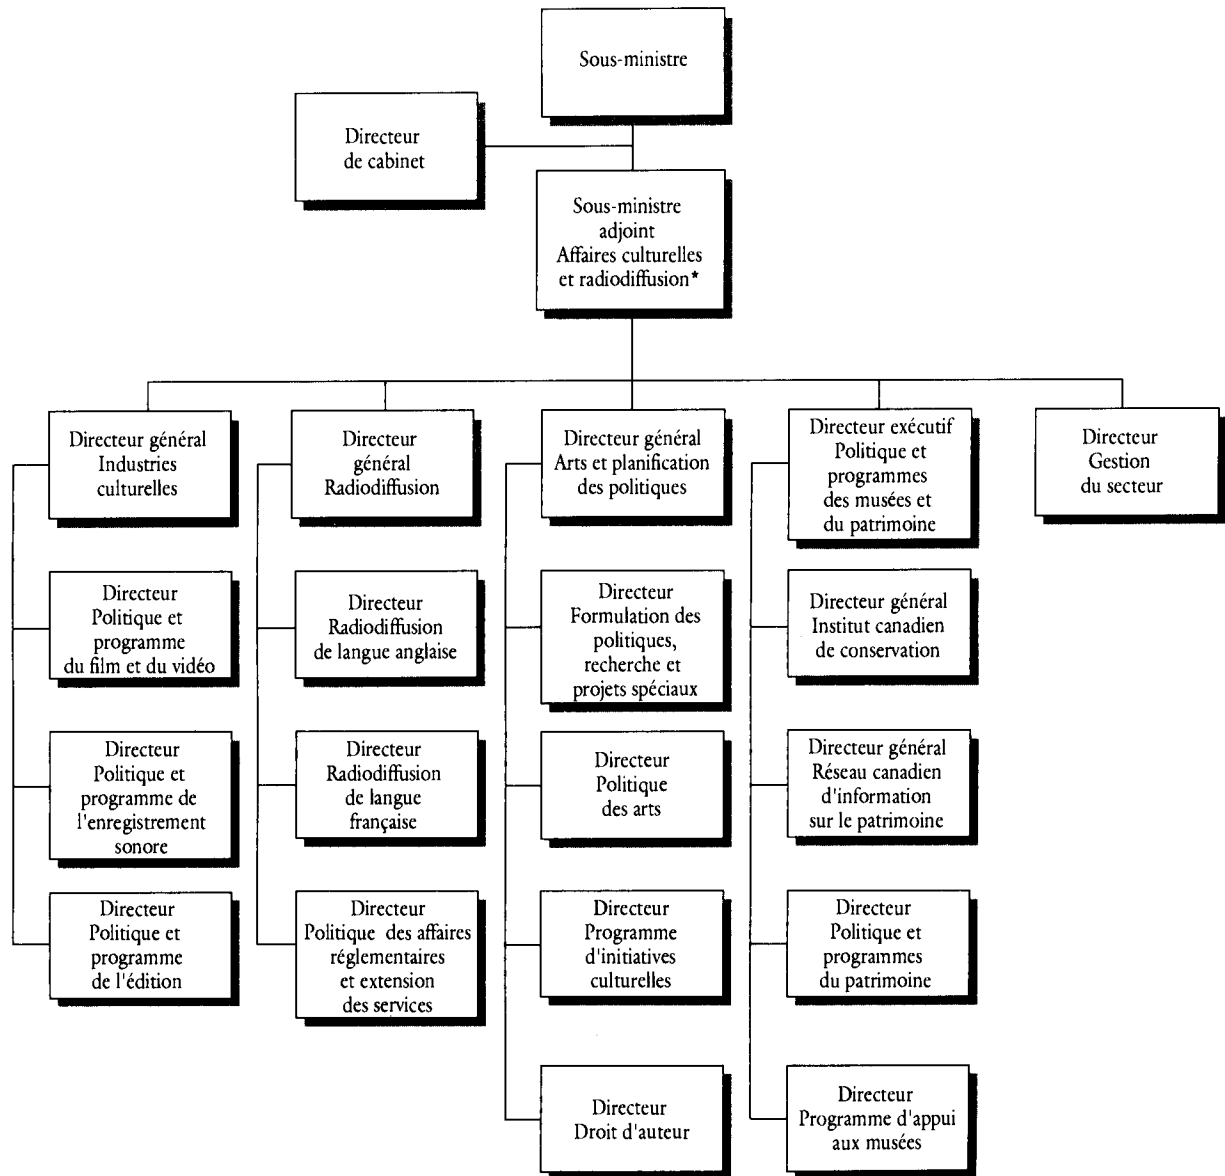 Sous-ministre
Directeur
de cabinet
Sous-ministre
adjoint
Affaires culturelles
et radiodiffusion*
Directeur général
Industries
culturelles
Directeur
général
Radiodiffusion
Directeur général
Arts et planification
des politiques
Directeur exécutif
Politique et
programmes
des musées et
du patrimoine
Directeur
Gestion
du secteur
Directeur
Politique et
programme
du film et du vidéo
Directeur
Radiodiffusion
de langue anglaise
Directeur
Formulation des
politiques,
recherche et
projets spéciaux
Directeur général
Institut canadien
de conservation
Directeur
Politique et
programme de
l'enregistrement
sonore
Directeur
Radiodiffusion
de langue
française
Directeur
Politique
des arts
Directeur général
Réseau canadien
d'information
sur le patrimoine
Directeur
Politique et
programme
de l'édition
Directeur
Politique des affaires
réglementaires
et extension
des services
Directeur
Programme
d'initiatives
culturelles
Directeur
Politique et
programmes
du patrimoine
Directeur
Droit d'auteur
Directeur
Programme d'appui
aux musées